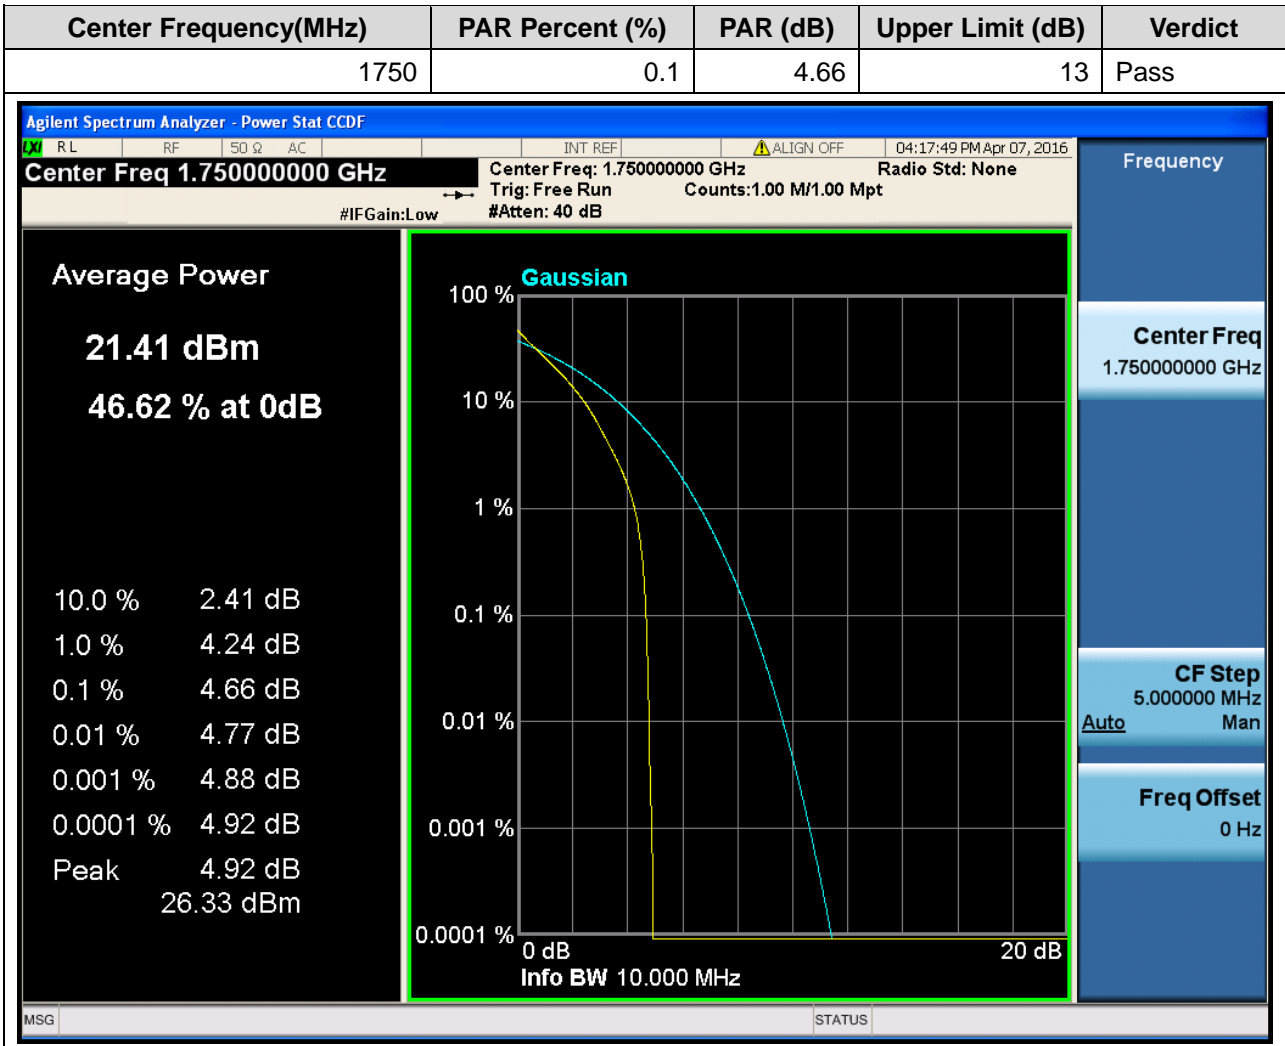 Center Frequency(MHz) PAR Percent (%) PAR (dB) Upper Limit (dB) Verdict
1750 0.1 4.66 13 Pass
Agilent Spectrum Analyzer - Power Stat CCDF
LXI RL RF 50 Ω AC INT REF ALIGN OFF 04:17:49 PM Apr 07, 2016
Center Freq 1.750000000 GHz
Center Freq: 1.750000000 GHz Radio Std: None
Trig: Free Run Counts:1.00 M/1.00 Mpt
#IFGain:Low #Atten: 40 dB
Average Power
21.41 dBm
46.62 % at 0dB
10.0 % 2.41 dB
1.0 % 4.24 dB
0.1 % 4.66 dB
0.01 % 4.77 dB
0.001 % 4.88 dB
0.0001 % 4.92 dB
Peak 4.92 dB
26.33 dBm
Gaussian
100 %
10 %
1 %
0.1 %
0.01 %
0.001 %
0.0001 %
0 dB 20 dB
Info BW 10.000 MHz
Frequency
Center Freq
1.750000000 GHz
CF Step
5.000000 MHz
Auto Man
Freq Offset
0 Hz
MSG STATUS